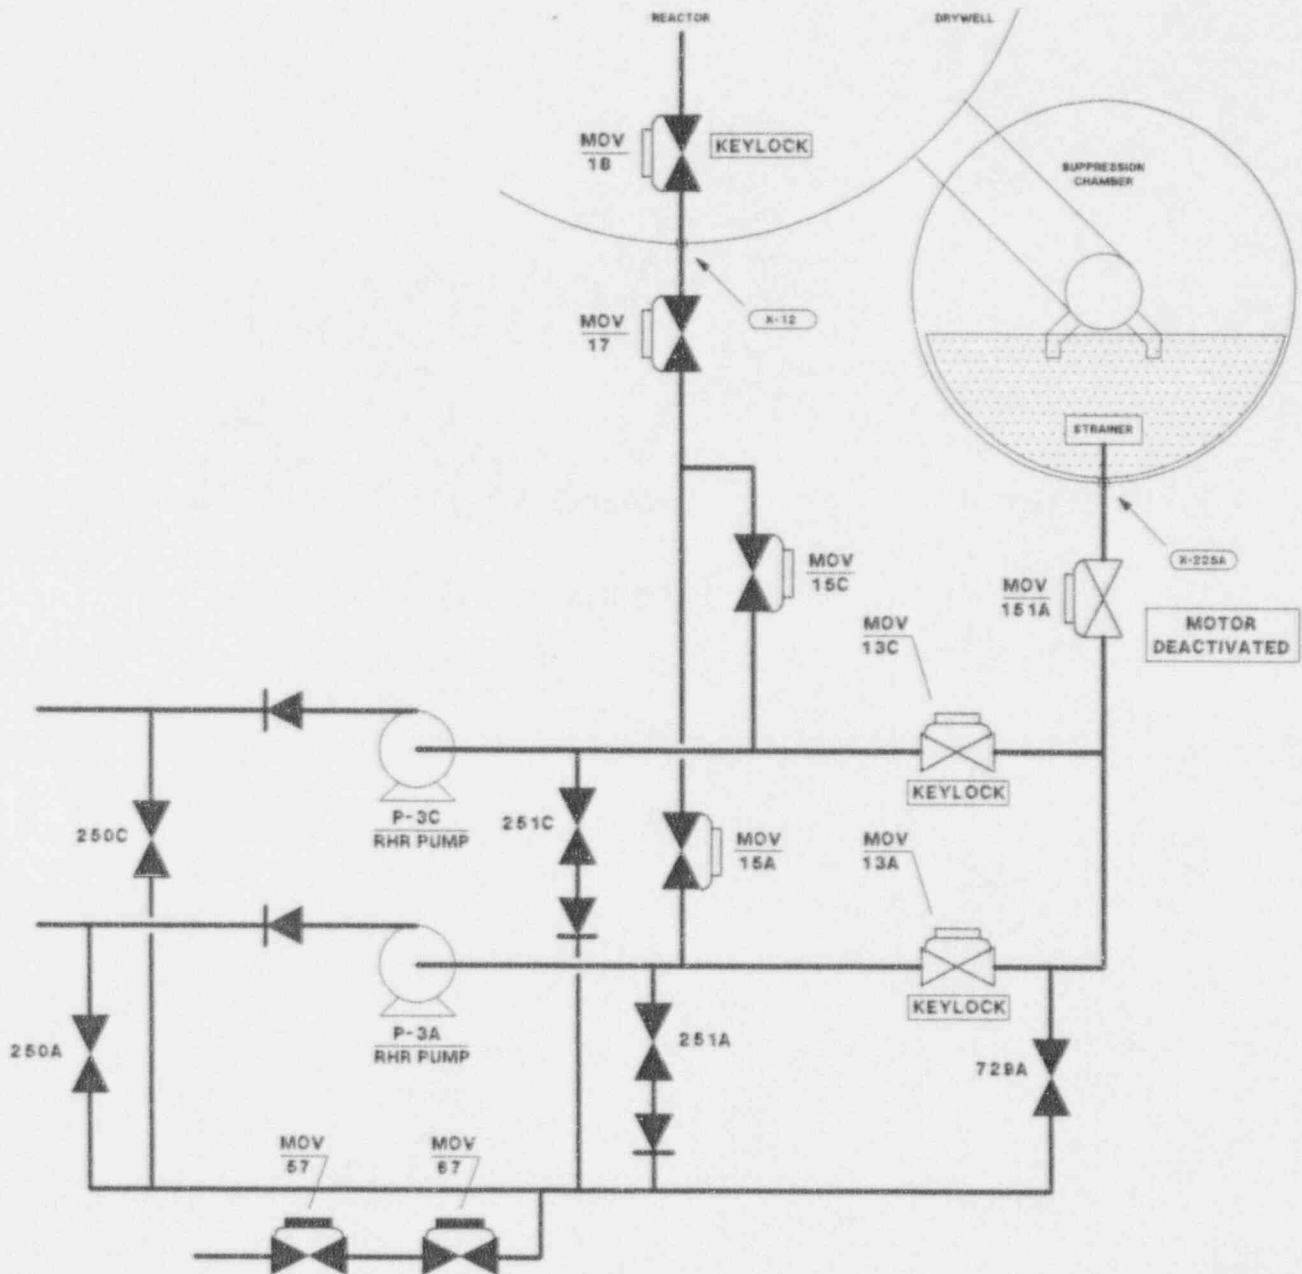 REACTOR
DRYWELL
MOV
18
KEYLOCK
SUPPRESSION
CHAMBER
X-12
MOV
17
STRAINER
X-225A
MOV
15C
MOV
151A
MOTOR
DEACTIVATED
MOV
13C
KEYLOCK
P-3C
RHR PUMP
250C
251C
MOV
15A
MOV
13A
KEYLOCK
P-3A
RHR PUMP
250A
251A
729A
MOV
57
MOV
67